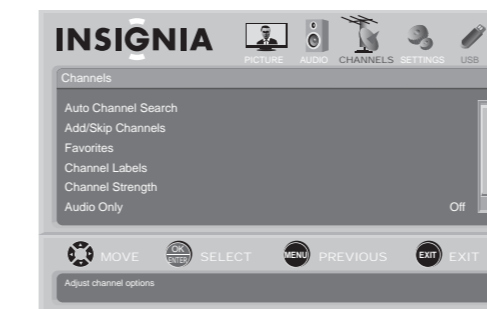 INSIGNIA
PICTURE AUDIO CHANNELS SETTINGS USB
Channels
Auto Channel Search
Add/Skip Channels
Favorites
Channel Labels
Channel Strength
Audio Only Off
MOVE OK ENTER SELECT MENU PREVIOUS EXIT EXIT
Adjust channel options